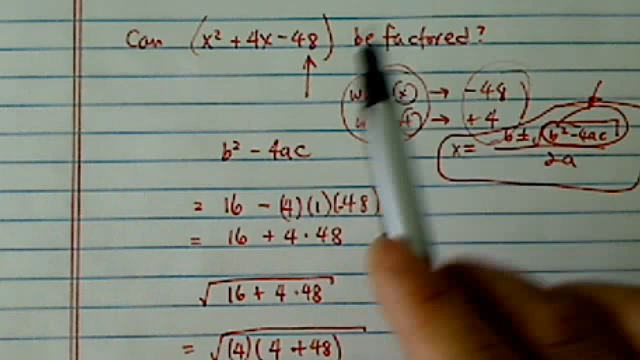 Can (x² + 4x - 48) be factored?
(x) → -48
→ +4
x = b ± √b² - 4ac
2a
b² - 4ac
= 16 - (4)(1)(-48)
= 16 + 4 · 48
√16 + 4 · 48
= √(4)(4 + 48)